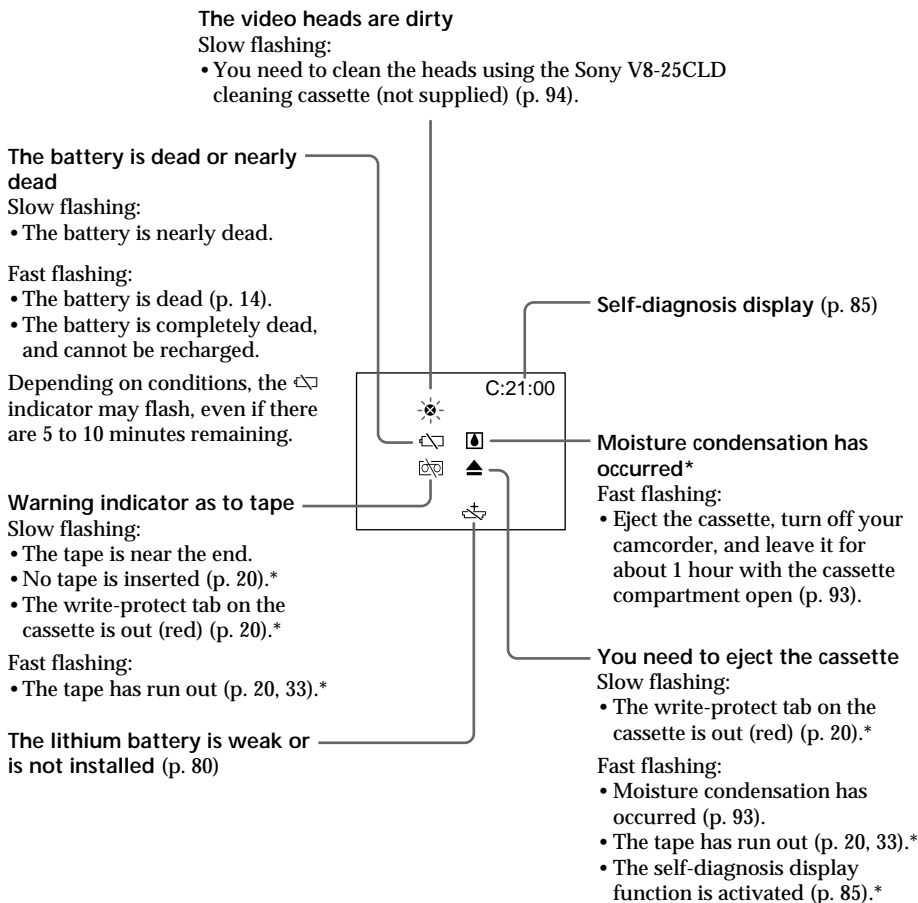 The video heads are dirty
Slow flashing:
• You need to clean the heads using the Sony V8-25CLD
cleaning cassette (not supplied) (p. 94).
The battery is dead or nearly
dead
Slow flashing:
• The battery is nearly dead.
Fast flashing:
• The battery is dead (p. 14).
• The battery is completely dead,
and cannot be recharged.
Depending on conditions, the
indicator may flash, even if there
are 5 to 10 minutes remaining.
Warning indicator as to tape
Slow flashing:
• The tape is near the end.
• No tape is inserted (p. 20).*
• The write-protect tab on the
cassette is out (red) (p. 20).*
Fast flashing:
• The tape has run out (p. 20, 33).*
The lithium battery is weak or
is not installed (p. 80)
C:21:00
Self-diagnosis display (p. 85)
Moisture condensation has
occurred*
Fast flashing:
• Eject the cassette, turn off your
camcorder, and leave it for
about 1 hour with the cassette
compartment open (p. 93).
You need to eject the cassette
Slow flashing:
• The write-protect tab on the
cassette is out (red) (p. 20).*
Fast flashing:
• Moisture condensation has
occurred (p. 93).
• The tape has run out (p. 20, 33).*
• The self-diagnosis display
function is activated (p. 85).*